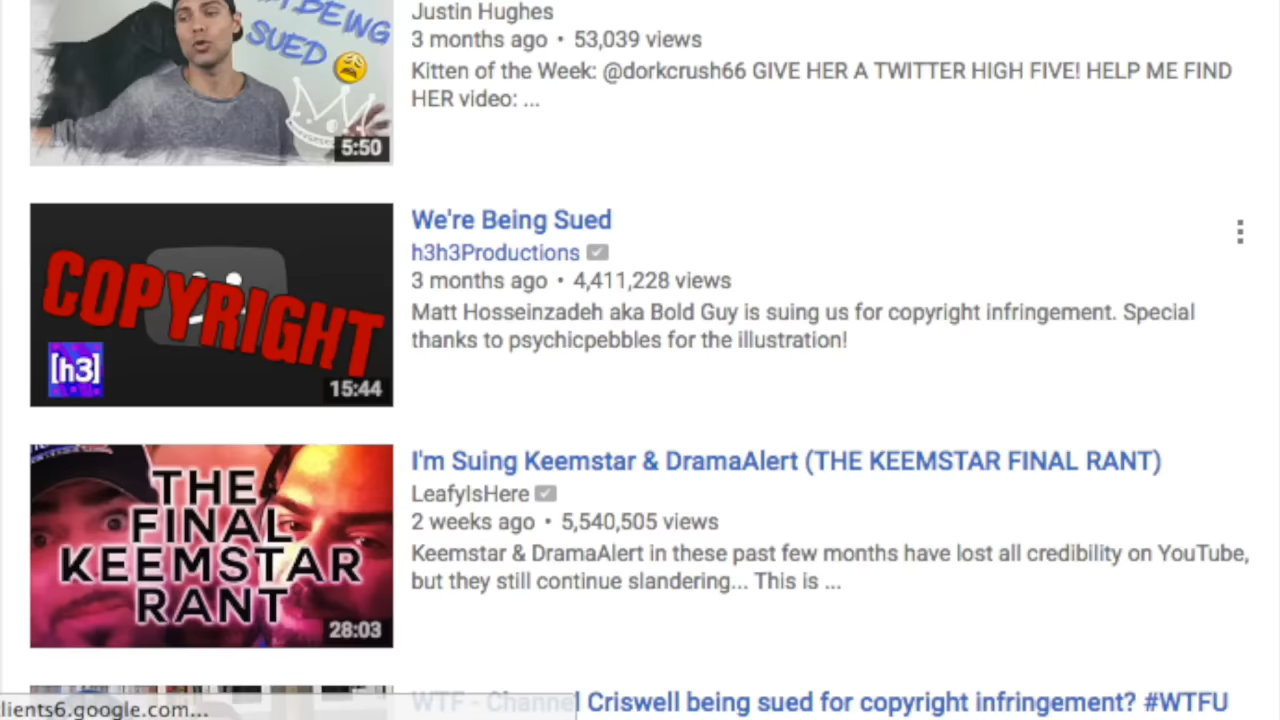 BEING
SUED
5:50
Justin Hughes
3 months ago • 53,039 views
Kitten of the Week: @dorkcrush66 GIVE HER A TWITTER HIGH FIVE! HELP ME FIND
HER video: ...
COPYRIGHT
[h3]
15:44
We're Being Sued
h3h3Productions
3 months ago • 4,411,228 views
Matt Hosseinzadeh aka Bold Guy is suing us for copyright infringement. Special
thanks to psychicpebbles for the illustration!
THE
FINAL
KEEMSTAR
RANT
28:03
I'm Suing Keemstar & DramaAlert (THE KEEMSTAR FINAL RANT)
LeafyIsHere
2 weeks ago • 5,540,505 views
Keemstar & DramaAlert in these past few months have lost all credibility on YouTube,
but they still continue slandering... This is ...
WTF - Channel Criswell being sued for copyright infringement? #WTFU
lients6.google.com...